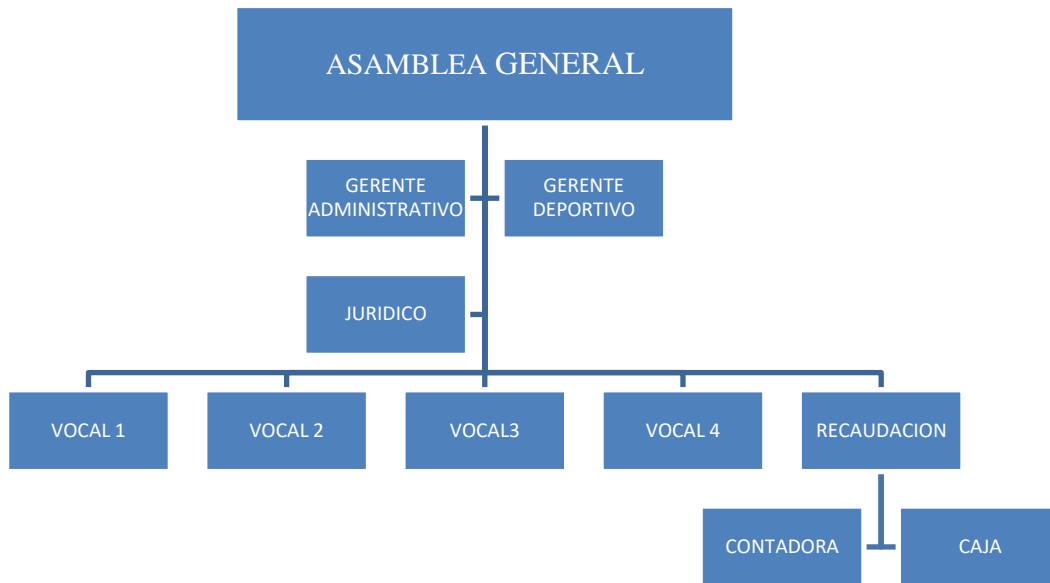 ASAMBLEA GENERAL
GERENTE
ADMINISTRATIVO
GERENTE
DEPORTIVO
JURIDICO
VOCAL 1
VOCAL 2
VOCAL3
VOCAL 4
RECAUDACION
CONTADORA
CAJA